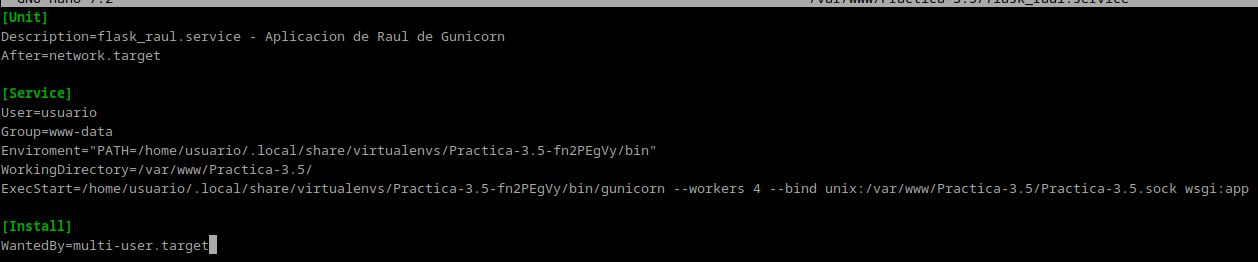 GNU nano 7.2 /var/www/Practica-3.5/flask_raul.service
[Unit]
Description=flask_raul.service - Aplicacion de Raul de Gunicorn
After=network.target
[Service]
User=usuario
Group=www-data
Enviroment="PATH=/home/usuario/.local/share/virtualenvs/Practica-3.5-fn2PEgVy/bin"
WorkingDirectory=/var/www/Practica-3.5/
ExecStart=/home/usuario/.local/share/virtualenvs/Practica-3.5-fn2PEgVy/bin/gunicorn --workers 4 --bind unix:/var/www/Practica-3.5/Practica-3.5.sock wsgi:app
[Install]
WantedBy=multi-user.target